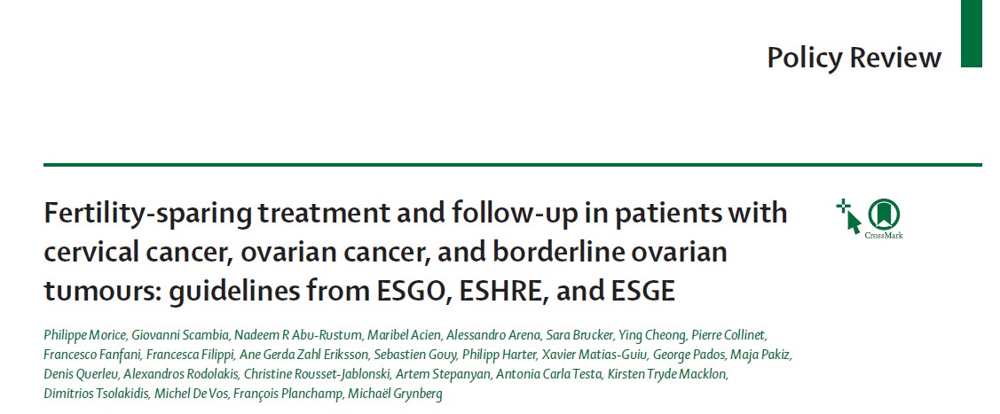 Policy Review
Fertility-sparing treatment and follow-up in patients with
cervical cancer, ovarian cancer, and borderline ovarian
tumours: guidelines from ESGO, ESHRE, and ESGE
CrossMark
Philippe Morice, Giovanni Scambia, Nadeem R Abu-Rustum, Maribel Acien, Alessandro Arena, Sara Brucker, Ying Cheong, Pierre Collinet,
Francesco Fanfani, Francesca Filippi, Ane Gerda Zahl Eriksson, Sebastien Gouy, Philipp Harter, Xavier Matias-Guiu, George Pados, Maja Pakiz,
Denis Querleu, Alexandros Rodolakis, Christine Rousset-Jablonski, Artem Stepanyan, Antonia Carla Testa, Kirsten Tryde Macklon,
Dimitrios Tsolakidis, Michel De Vos, François Planchamp, Michaël Grynberg